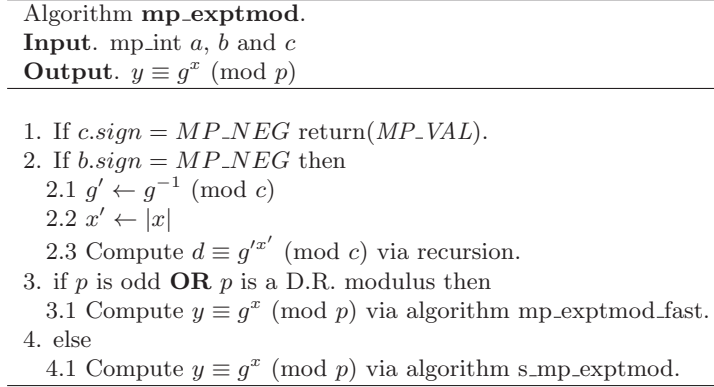 Algorithm mp_exptmod.
Input. mp_int a, b and c
Output. y ≡ g^x (mod p)
1. If c.sign = MP_NEG return(MP_VAL).
2. If b.sign = MP_NEG then
2.1 g′ ← g^−1 (mod c)
2.2 x′ ← |x|
2.3 Compute d ≡ g′^x′ (mod c) via recursion.
3. if p is odd OR p is a D.R. modulus then
3.1 Compute y ≡ g^x (mod p) via algorithm mp_exptmod_fast.
4. else
4.1 Compute y ≡ g^x (mod p) via algorithm s_mp_exptmod.